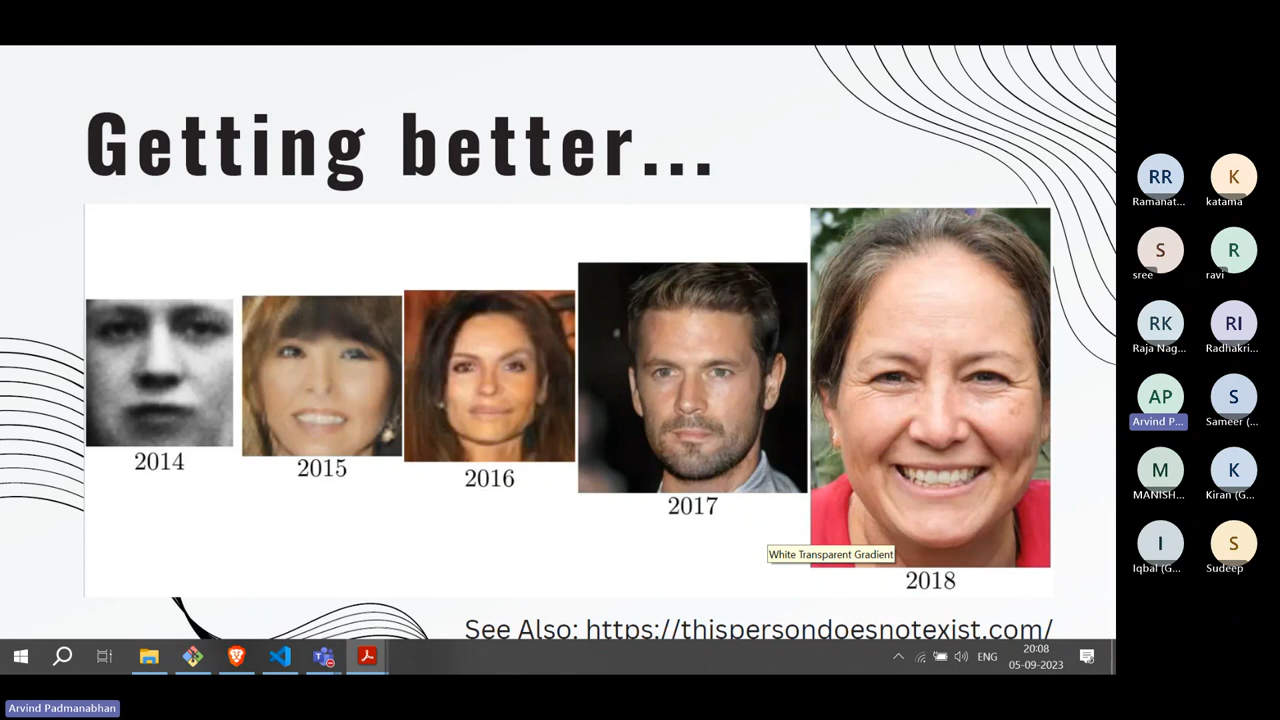 Getting better...
2014
2015
2016
2017
2018
White Transparent Gradient
See Also: https://thispersondoesnotexist.com/
RR
Ramanat...
K
katama
S
sree
R
ravi
RK
Raja Nag...
RI
Radhakri...
AP
Arvind P...
S
Sameer (...
M
MANISH...
K
Kiran (G...
I
Iqbal (G...
S
Sudeep
ENG
20:08
05-09-2023
Arvind Padmanabhan